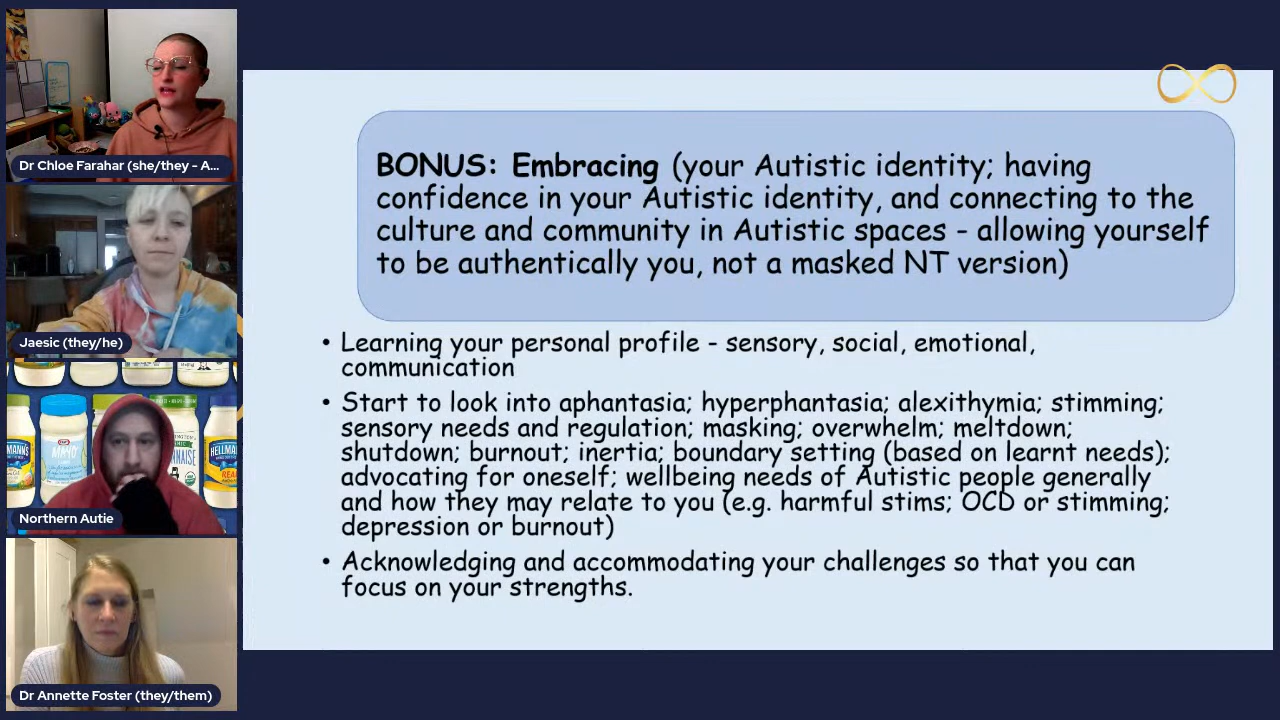 Dr Chloe Farahar (she/they - A...
Jaesic (they/he)
HELLMANN'S
MAYO
Northern Autie
Dr Annette Foster (they/them)
BONUS: Embracing (your Autistic identity; having
confidence in your Autistic identity, and connecting to the
culture and community in Autistic spaces - allowing yourself
to be authentically you, not a masked NT version)
• Learning your personal profile - sensory, social, emotional,
communication
• Start to look into aphantasia; hyperphantasia; alexithymia; stimming;
sensory needs and regulation; masking; overwhelm; meltdown;
shutdown; burnout; inertia; boundary setting (based on learnt needs);
advocating for oneself; wellbeing needs of Autistic people generally
and how they may relate to you (e.g. harmful stims; OCD or stimming;
depression or burnout)
• Acknowledging and accommodating your challenges so that you can
focus on your strengths.